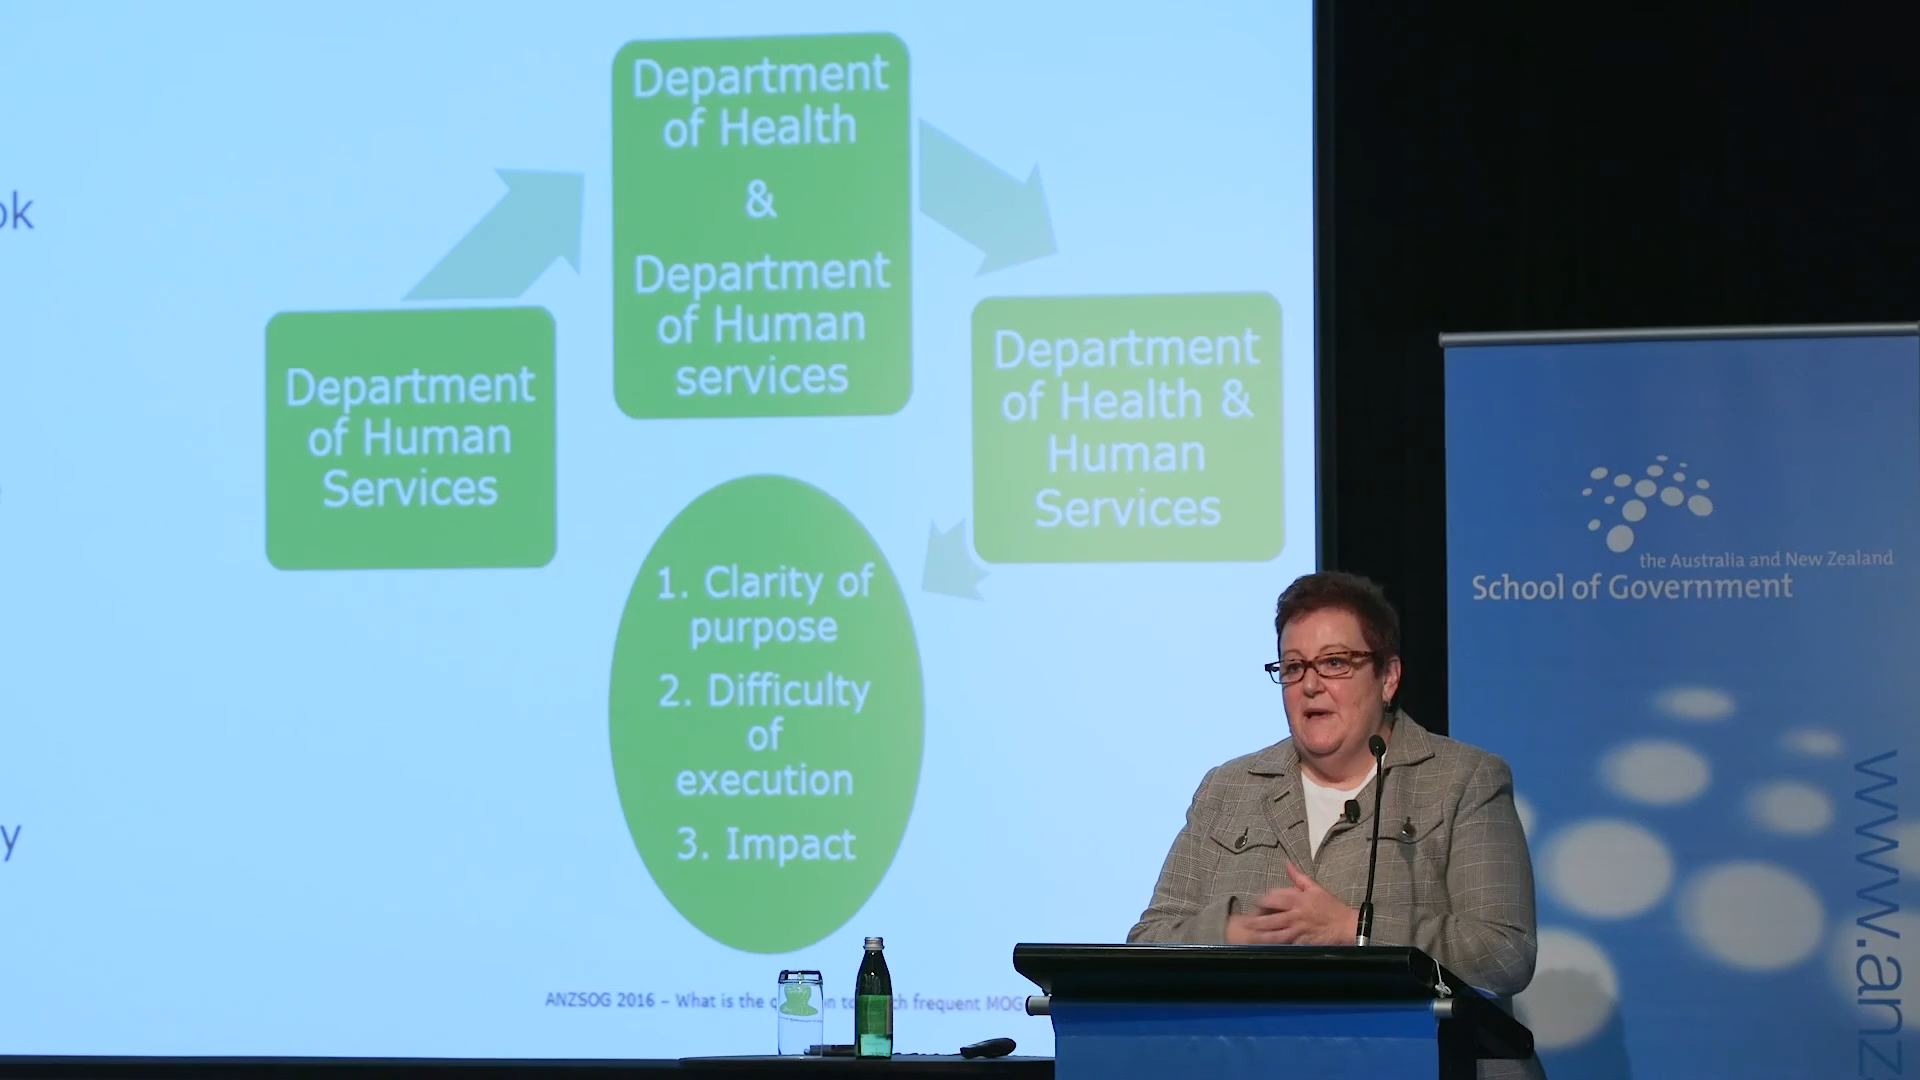 ok
Department
of Health
&
Department
of Human
services
Department
of Human
Services
Department
of Health &
Human
Services
1. Clarity of
purpose
2. Difficulty
of
execution
3. Impact
y
ANZSOG 2016 – What is the to frequent MOG
the Australia and New Zealand
School of Government
www.anz